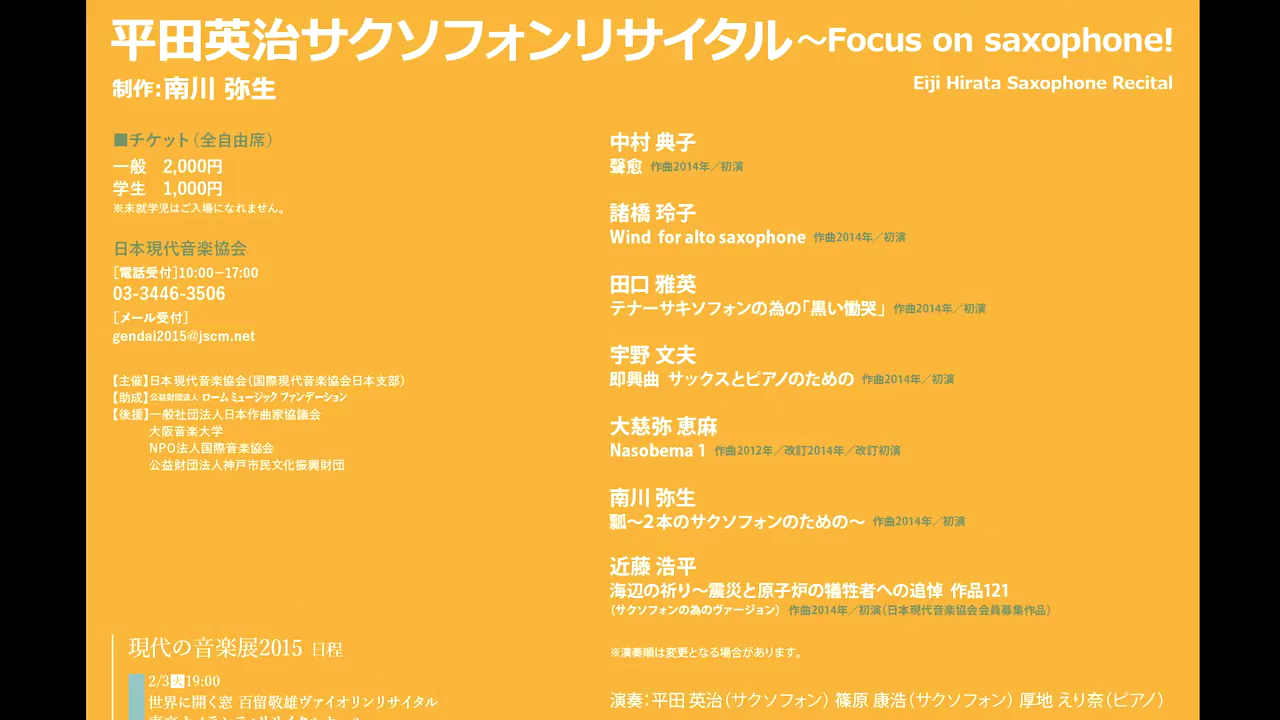 平田英治サクソフォンリサイタル～Focus on saxophone!
制作：南川 弥生
Eiji Hirata Saxophone Recital
■チケット（全自由席）
一般　2,000円
学生　1,000円
※未就学児はご入場になれません。
日本現代音楽協会
［電話受付］10:00－17:00
03-3446-3506
［メール受付］
gendai2015@jscm.net
【主催】日本現代音楽協会（国際現代音楽協会日本支部）
【助成】公益財団法人 ローム ミュージック ファンデーション
【後援】一般社団法人日本作曲家協議会
大阪音楽大学
NPO法人国際音楽協会
公益財団法人神戸市民文化振興財団
現代の音楽展2015 日程
2/3火19:00
世界に開く窓 百留敬雄ヴァイオリンリサイタル
中村 典子
聲愈 作曲2014年／初演
諸橋 玲子
Wind for alto saxophone 作曲2014年／初演
田口 雅英
テナーサキソフォンの為の「黒い慟哭」 作曲2014年／初演
宇野 文夫
即興曲 サックスとピアノのための 作曲2014年／初演
大慈弥 恵麻
Nasobema 1 作曲2012年／改訂2014年／改訂初演
南川 弥生
瓢～2本のサクソフォンのための～ 作曲2014年／初演
近藤 浩平
海辺の祈り～震災と原子炉の犠牲者への追悼 作品121
（サクソフォンの為のヴァージョン） 作曲2014年／初演（日本現代音楽協会会員募集作品）
※演奏順は変更となる場合があります。
演奏：平田 英治（サクソフォン） 篠原 康浩（サクソフォン） 厚地 えり奈（ピアノ）